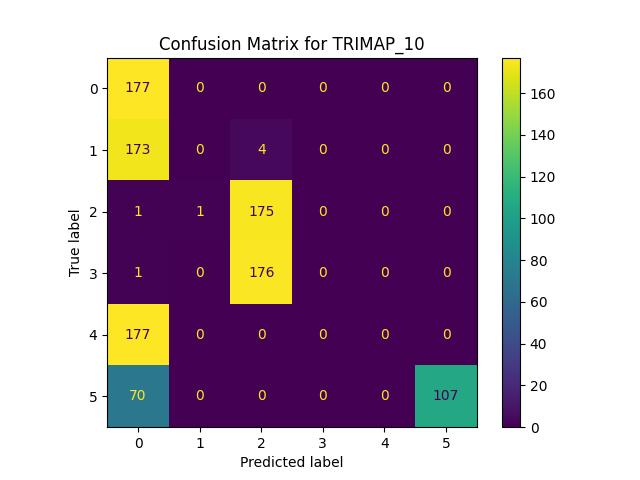 Confusion Matrix for TRIMAP_10
0 177 0 0 0 0 0
1 173 0 4 0 0 0
2 1 1 175 0 0 0
3 1 0 176 0 0 0
4 177 0 0 0 0 0
5 70 0 0 0 0 107
0 1 2 3 4 5
Predicted label
True label
160
140
120
100
80
60
40
20
0